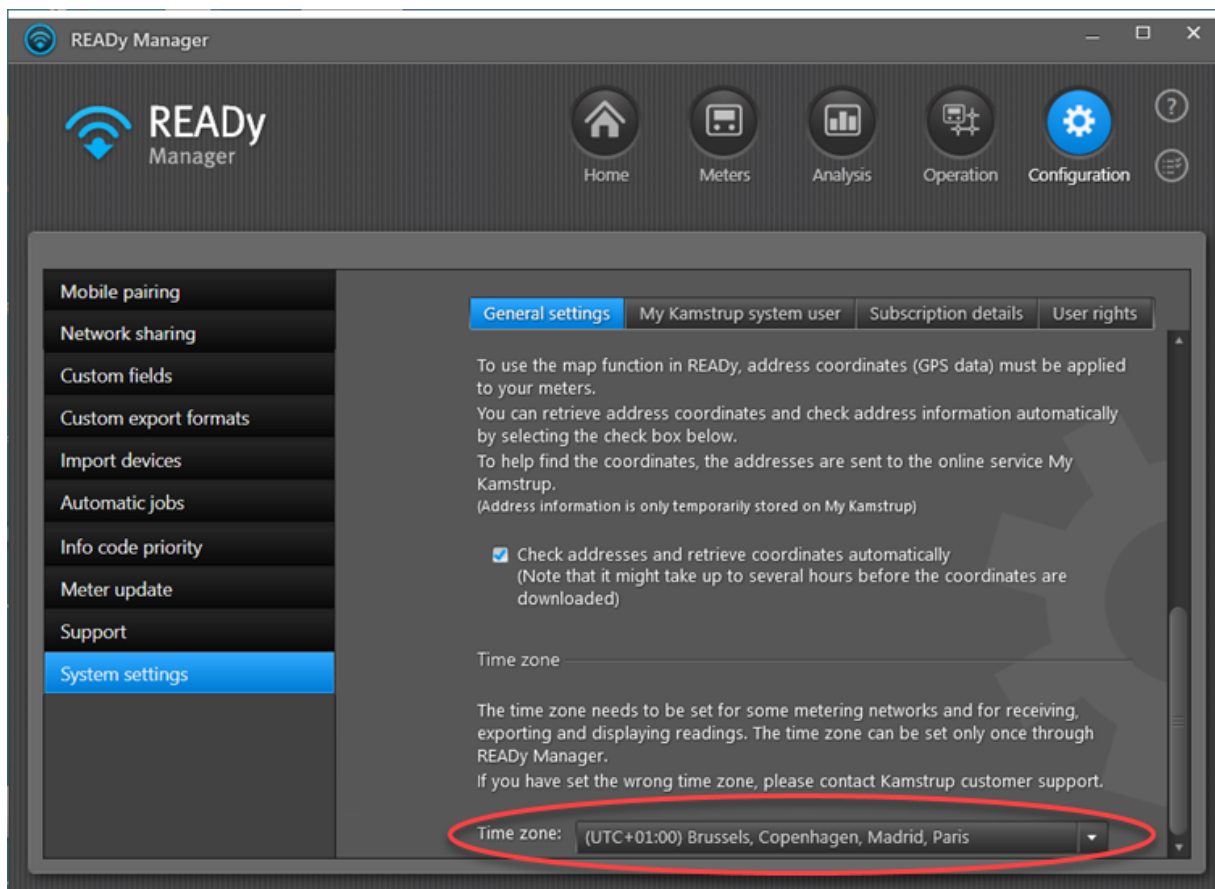 READy Manager
READy
Manager
?
Home
Meters
Analysis
Operation
Configuration
Mobile pairing
Network sharing
Custom fields
Custom export formats
Import devices
Automatic jobs
Info code priority
Meter update
Support
System settings
General settings
My Kamstrup system user
Subscription details
User rights
To use the map function in READy, address coordinates (GPS data) must be applied
to your meters.
You can retrieve address coordinates and check address information automatically
by selecting the check box below.
To help find the coordinates, the addresses are sent to the online service My
Kamstrup.
(Address information is only temporarily stored on My Kamstrup)
Check addresses and retrieve coordinates automatically
(Note that it might take up to several hours before the coordinates are
downloaded)
Time zone
The time zone needs to be set for some metering networks and for receiving,
exporting and displaying readings. The time zone can be set only once through
READy Manager.
If you have set the wrong time zone, please contact Kamstrup customer support.
Time zone: (UTC+01:00) Brussels, Copenhagen, Madrid, Paris